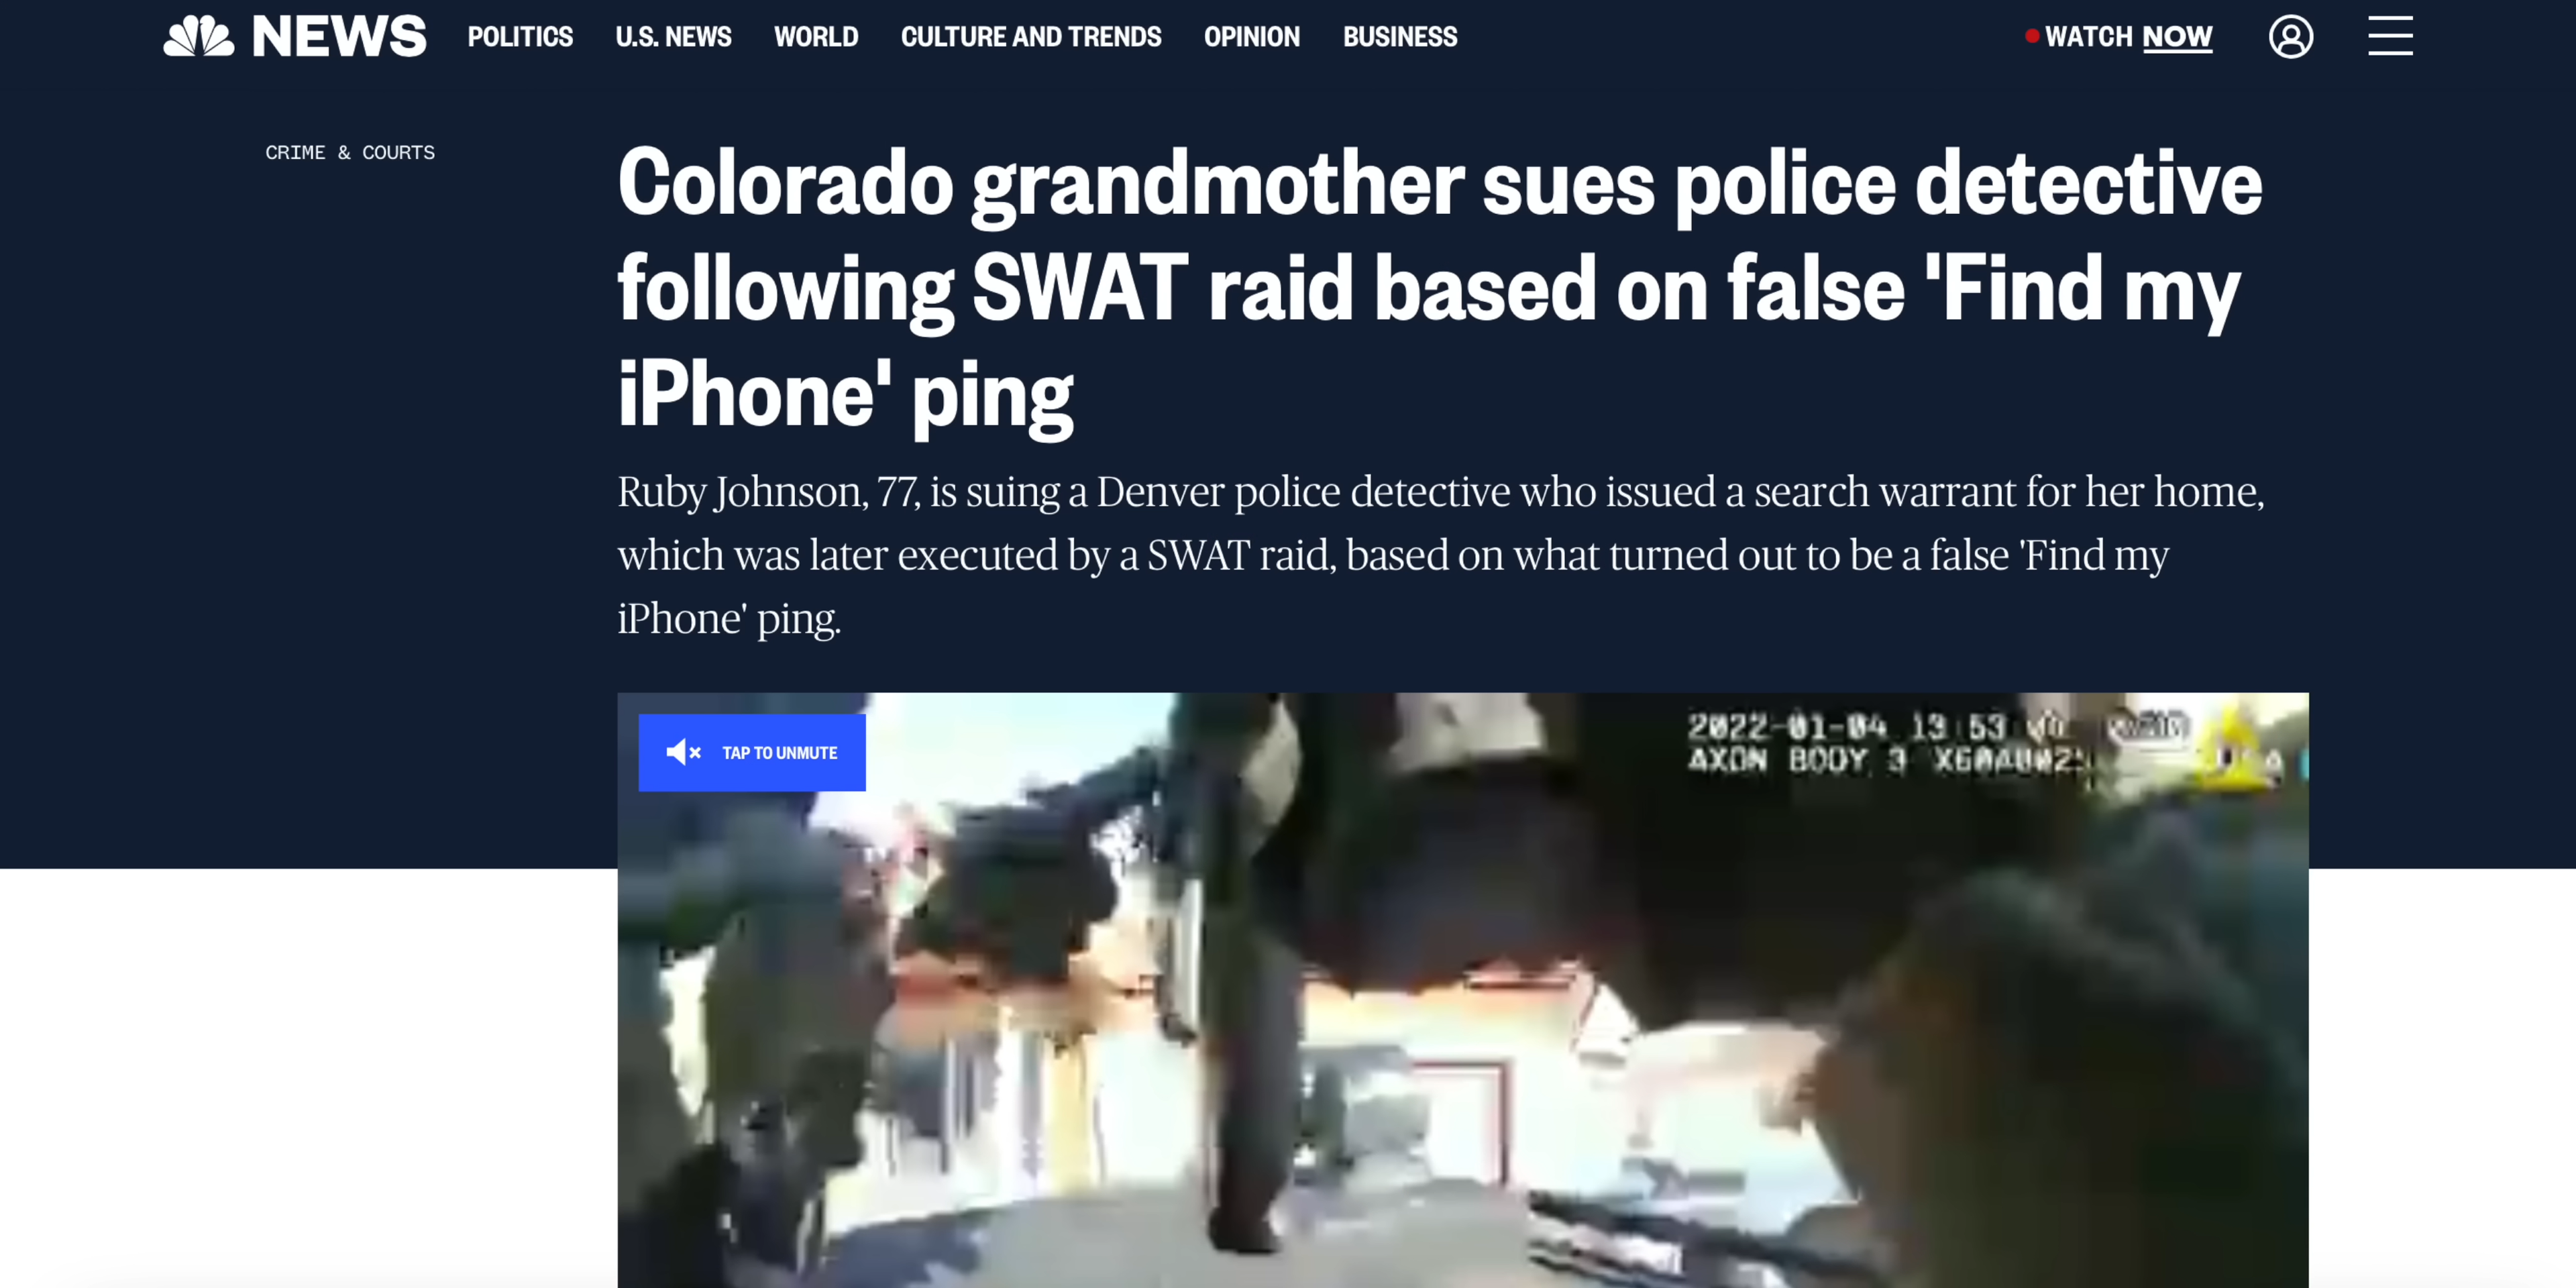 NEWS POLITICS U.S. NEWS WORLD CULTURE AND TRENDS OPINION BUSINESS WATCH NOW
CRIME & COURTS
Colorado grandmother sues police detective
following SWAT raid based on false 'Find my
iPhone' ping
Ruby Johnson, 77, is suing a Denver police detective who issued a search warrant for her home,
which was later executed by a SWAT raid, based on what turned out to be a false 'Find my
iPhone' ping.
TAP TO UNMUTE
2022-01-04 13:53
AXON BODY 3